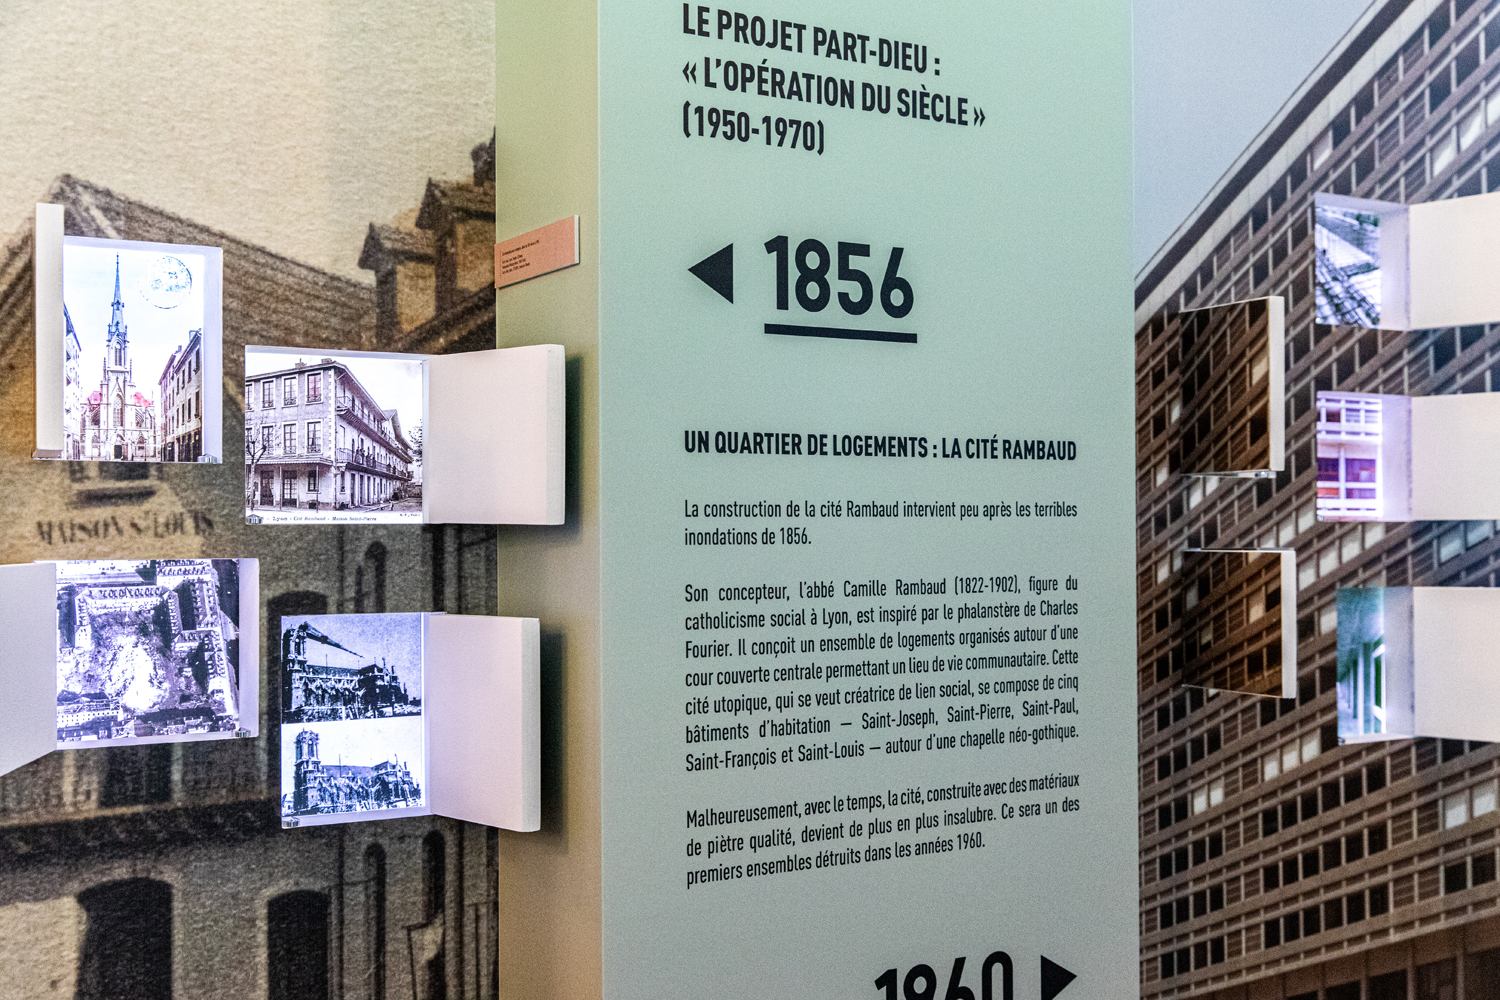 LE PROJET PART-DIEU :
« L'OPÉRATION DU SIÈCLE »
(1950-1970)
1856
UN QUARTIER DE LOGEMENTS : LA CITÉ RAMBAUD
La construction de la cité Rambaud intervient peu après les terribles
inondations de 1856.
Son concepteur, l'abbé Camille Rambaud (1822-1902), figure du
catholicisme social à Lyon, est inspiré par le phalanstère de Charles
Fourier. Il conçoit un ensemble de logements organisés autour d'une
cour couverte centrale permettant un lieu de vie communautaire. Cette
cité utopique, qui se veut créatrice de lien social, se compose de cinq
bâtiments d'habitation — Saint-Joseph, Saint-Pierre, Saint-Paul,
Saint-François et Saint-Louis — autour d'une chapelle néo-gothique.
Malheureusement, avec le temps, la cité, construite avec des matériaux
de piètre qualité, devient de plus en plus insalubre. Ce sera un des
premiers ensembles détruits dans les années 1960.
1960
MAISON S-LOUIS
Lyon - Cité Rambaud - Maison Saint-Pierre